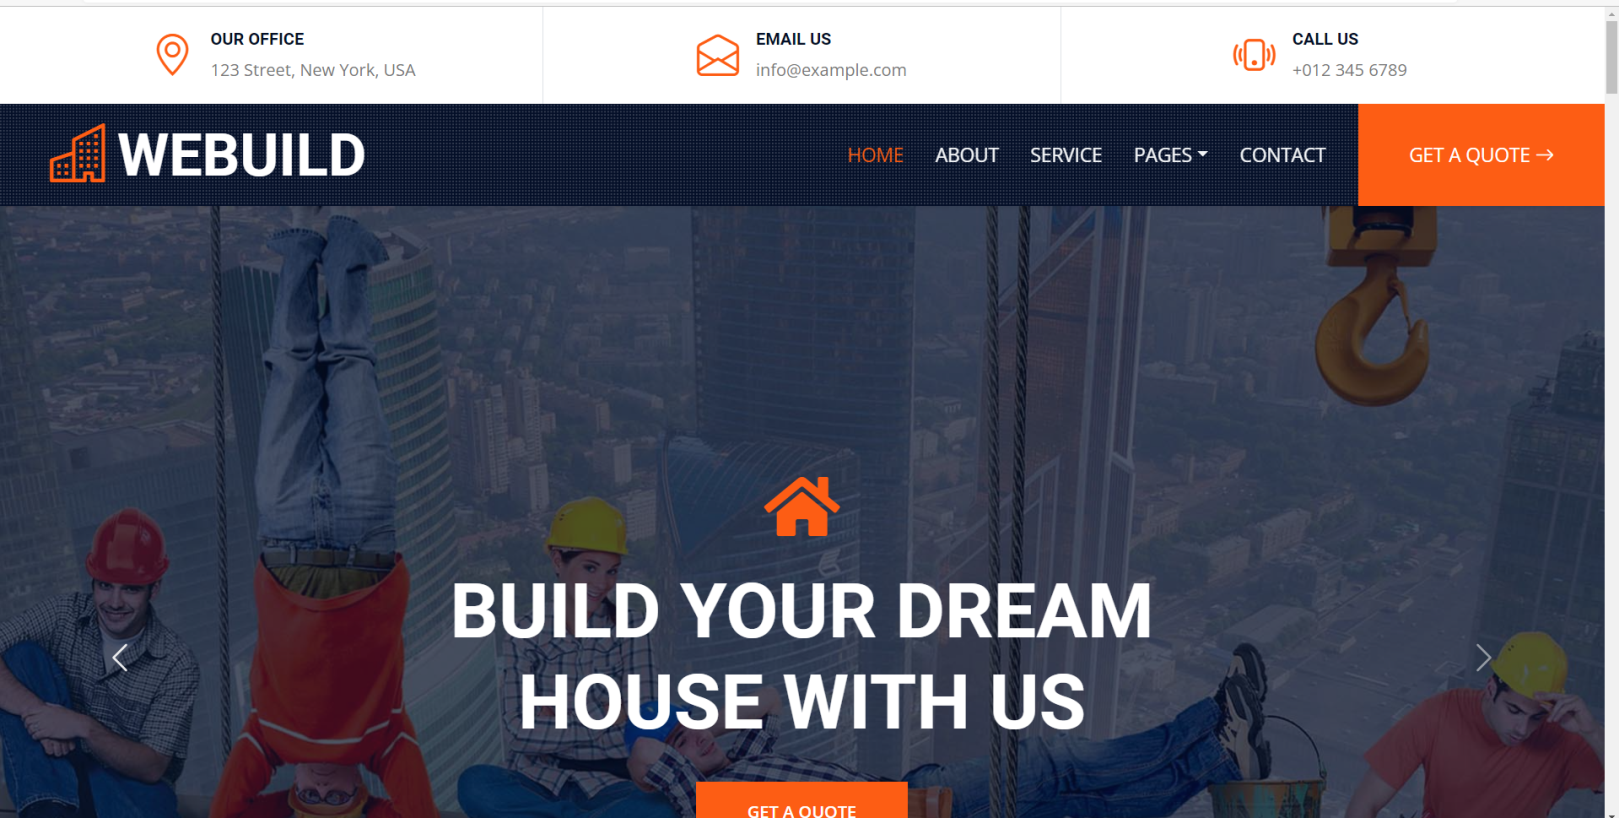 OUR OFFICE
123 Street, New York, USA
EMAIL US
info@example.com
CALL US
+012 345 6789
WEBUILD
HOME ABOUT SERVICE PAGES CONTACT
GET A QUOTE →
BUILD YOUR DREAM
HOUSE WITH US
GET A QUOTE